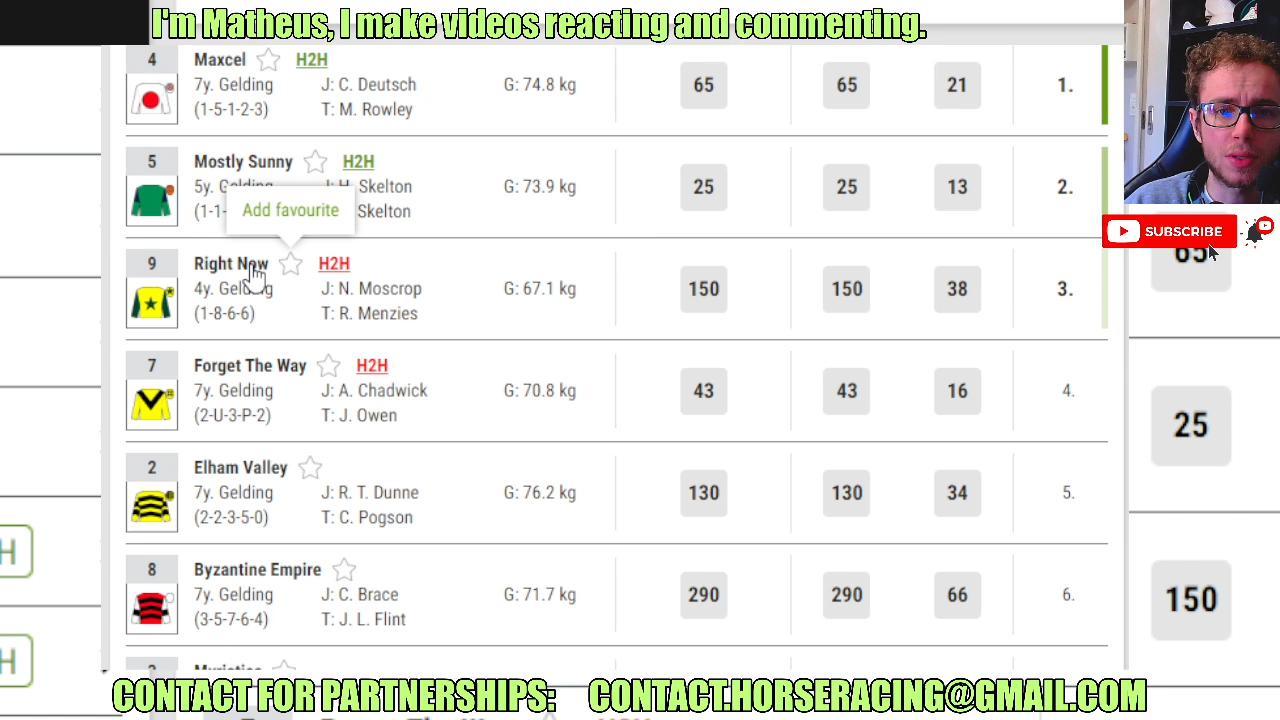 I'm Matheus, I make videos reacting and commenting.
4 Maxcel H2H
7y. Gelding J: C. Deutsch G: 74.8 kg 65 65 21 1.
(1-5-1-2-3) T: M. Rowley
5 Mostly Sunny H2H
5y. Gelding J: H. Skelton G: 73.9 kg 25 25 13 2.
(1-1- Skelton
Add favourite
SUBSCRIBE
65
9 Right Now H2H
4y. Gelding J: N. Moscrop G: 67.1 kg 150 150 38 3.
(1-8-6-6) T: R. Menzies
7 Forget The Way H2H
7y. Gelding J: A. Chadwick G: 70.8 kg 43 43 16 4.
(2-U-3-P-2) T: J. Owen
25
2 Elham Valley
7y. Gelding J: R. T. Dunne G: 76.2 kg 130 130 34 5.
(2-2-3-5-0) T: C. Pogson
H
8 Byzantine Empire
7y. Gelding J: C. Brace G: 71.7 kg 290 290 66 6.
(3-5-7-6-4) T: J. L. Flint
150
H
CONTACT FOR PARTNERSHIPS: CONTACT.HORSERACING@GMAIL.COM